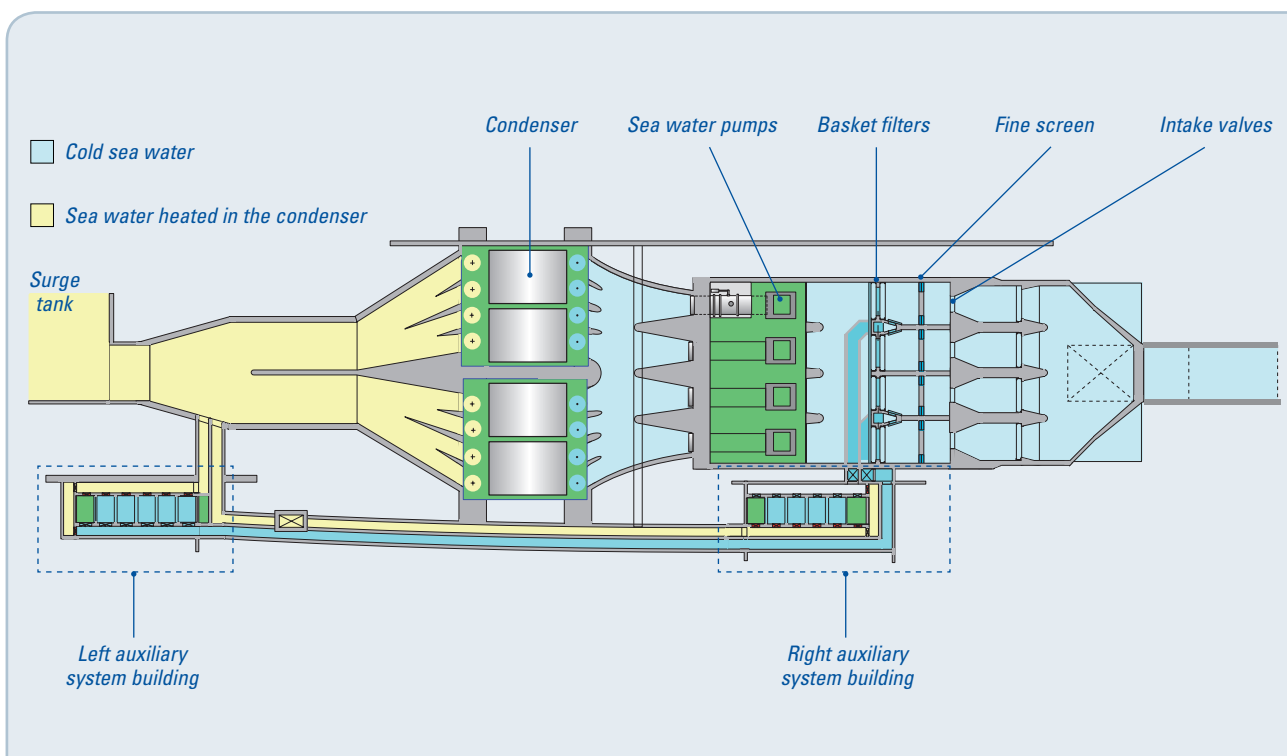 Condenser
Sea water pumps
Basket filters
Fine screen
Intake valves
Cold sea water
Sea water heated in the condenser
Surge
tank
Left auxiliary
system building
Right auxiliary
system building